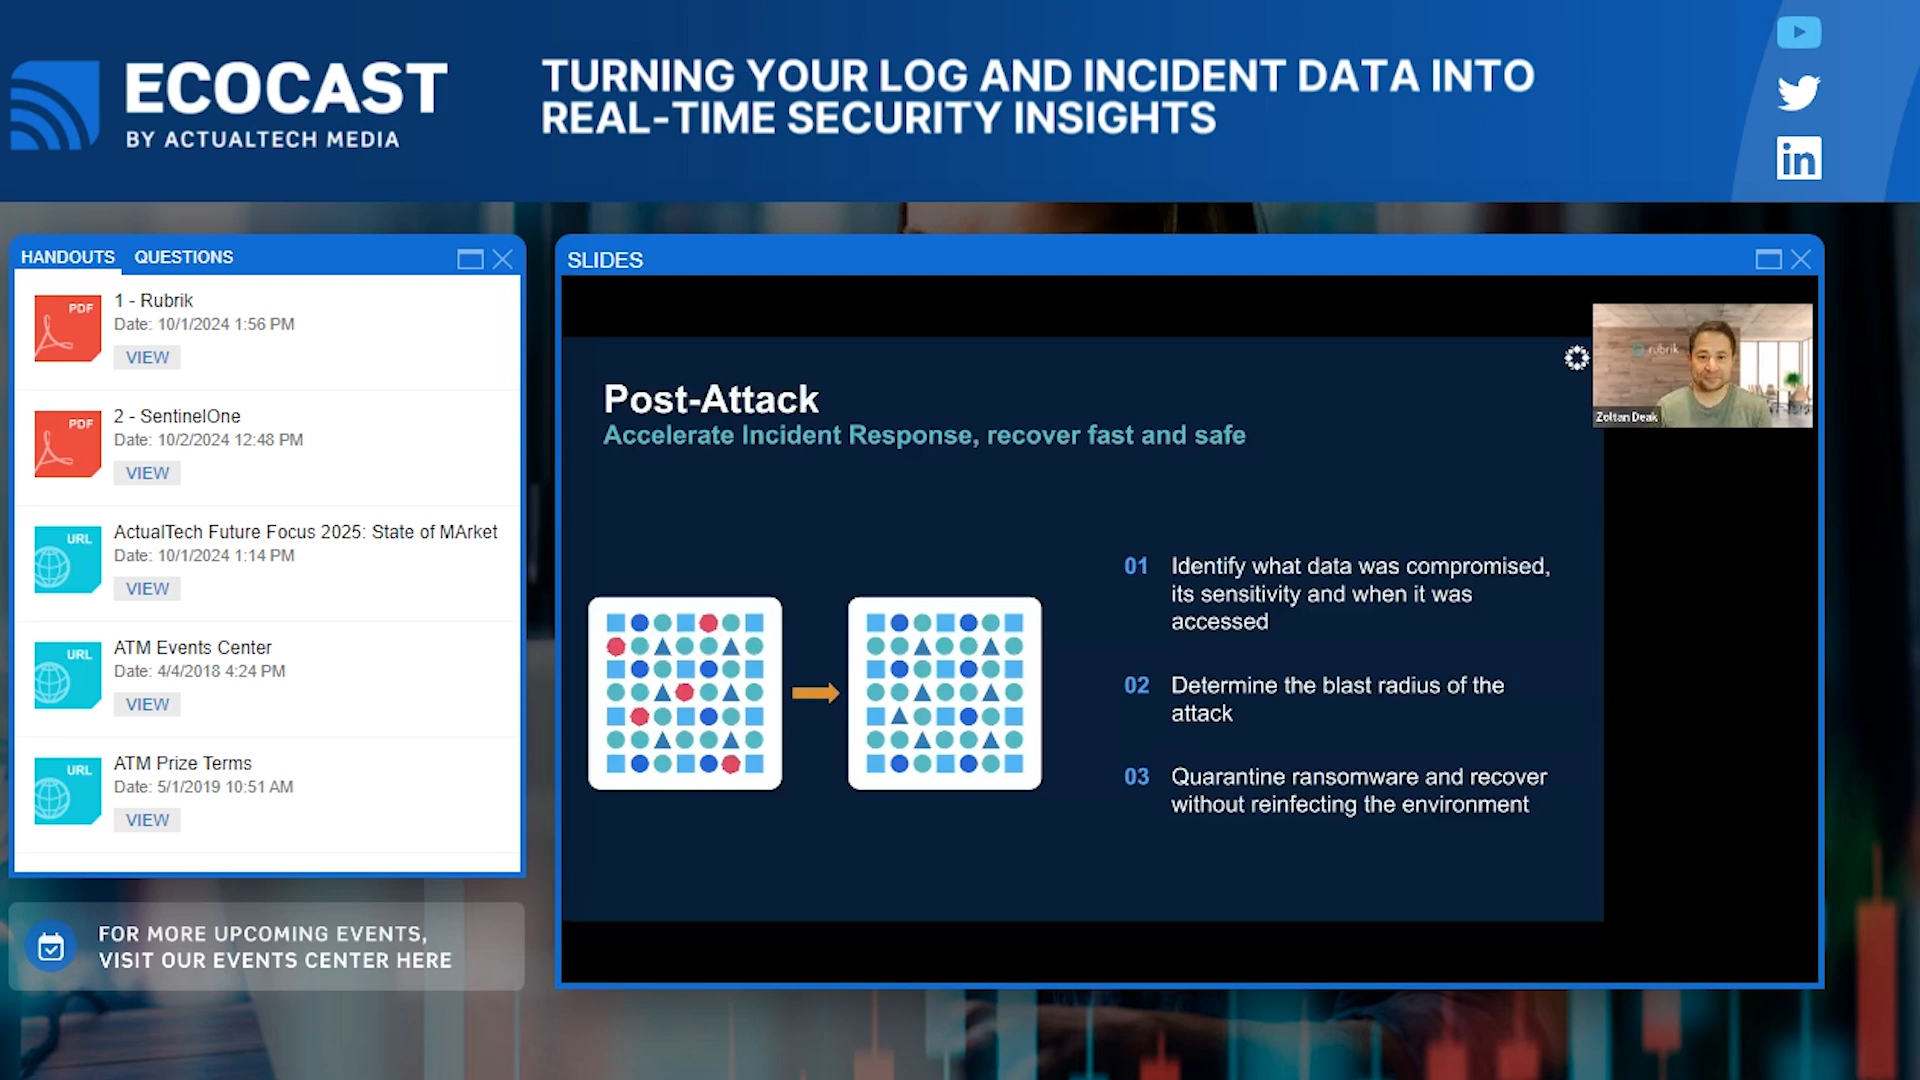 ECOCAST
BY ACTUALTECH MEDIA
TURNING YOUR LOG AND INCIDENT DATA INTO
REAL-TIME SECURITY INSIGHTS
in
HANDOUTS QUESTIONS
PDF
1 - Rubrik
Date: 10/1/2024 1:56 PM
VIEW
PDF
2 - SentinelOne
Date: 10/2/2024 12:48 PM
VIEW
URL
ActualTech Future Focus 2025: State of MArket
Date: 10/1/2024 1:14 PM
VIEW
URL
ATM Events Center
Date: 4/4/2018 4:24 PM
VIEW
URL
ATM Prize Terms
Date: 5/1/2019 10:51 AM
VIEW
FOR MORE UPCOMING EVENTS,
VISIT OUR EVENTS CENTER HERE
SLIDES
rubrik
Zoltan Deak
Post-Attack
Accelerate Incident Response, recover fast and safe
01 Identify what data was compromised,
its sensitivity and when it was
accessed
02 Determine the blast radius of the
attack
03 Quarantine ransomware and recover
without reinfecting the environment